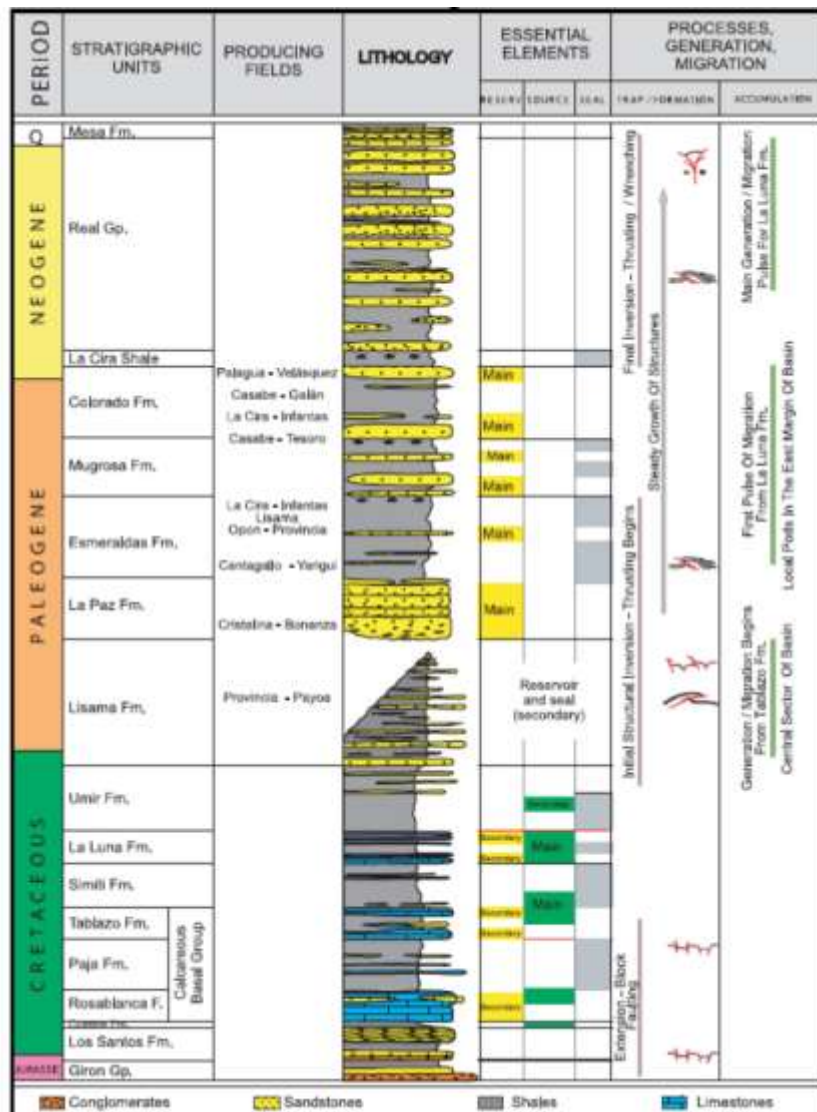 PERIOD
STRATIGRAPHIC UNITS
PRODUCING FIELDS
LITHOLOGY
ESSENTIAL ELEMENTS
PROCESSES, GENERATION, MIGRATION
RESERV
SOURCE
SEAL
TRAP / FORMATION
ACCUMULATION
Q
NEOGENE
PALEOGENE
CRETACEOUS
Mesa Fm.
Real Gp.
La Cira Shale
Colorado Fm.
Mugrosa Fm.
Esmeraldas Fm.
La Paz Fm.
Lisama Fm.
Umir Fm.
La Luna Fm.
Simiti Fm.
Tablazo Fm.
Paja Fm.
Rosablanca F.
Los Santos Fm.
Giron Gp.
Calcareous
Basal Group
Palagua - Velásquez
Casabe - Galán
La Cira - Infantas
Casabe - Tesoro
La Cira - Infantas
Lisama
Opon - Provincia
Cantagallo - Yarigui
Cristalina - Bonanza
Provincia - Payoa
Main
Main
Main
Main
Main
Main
Reservoir
and seal
(secondary)
Secondary
Secondary
Main
Secondary
Main
Secondary
Secondary
Secondary
Final Inversion - Thrusting / Wrenching
Initial Structural Inversion - Thrusting Begins
Extension - Block
Faulting
Steady Growth Of Structures
Main Generation / Migration
Pulse For La Luna Fm.
First Pulse Of Migration
From La Luna Fm.
Local Pods In The East Margin Of Basin
Generation / Migration Begins
From Tablazo Fm.
Central Sector Of Basin
Conglomerates
Sandstones
Shales
Limestones